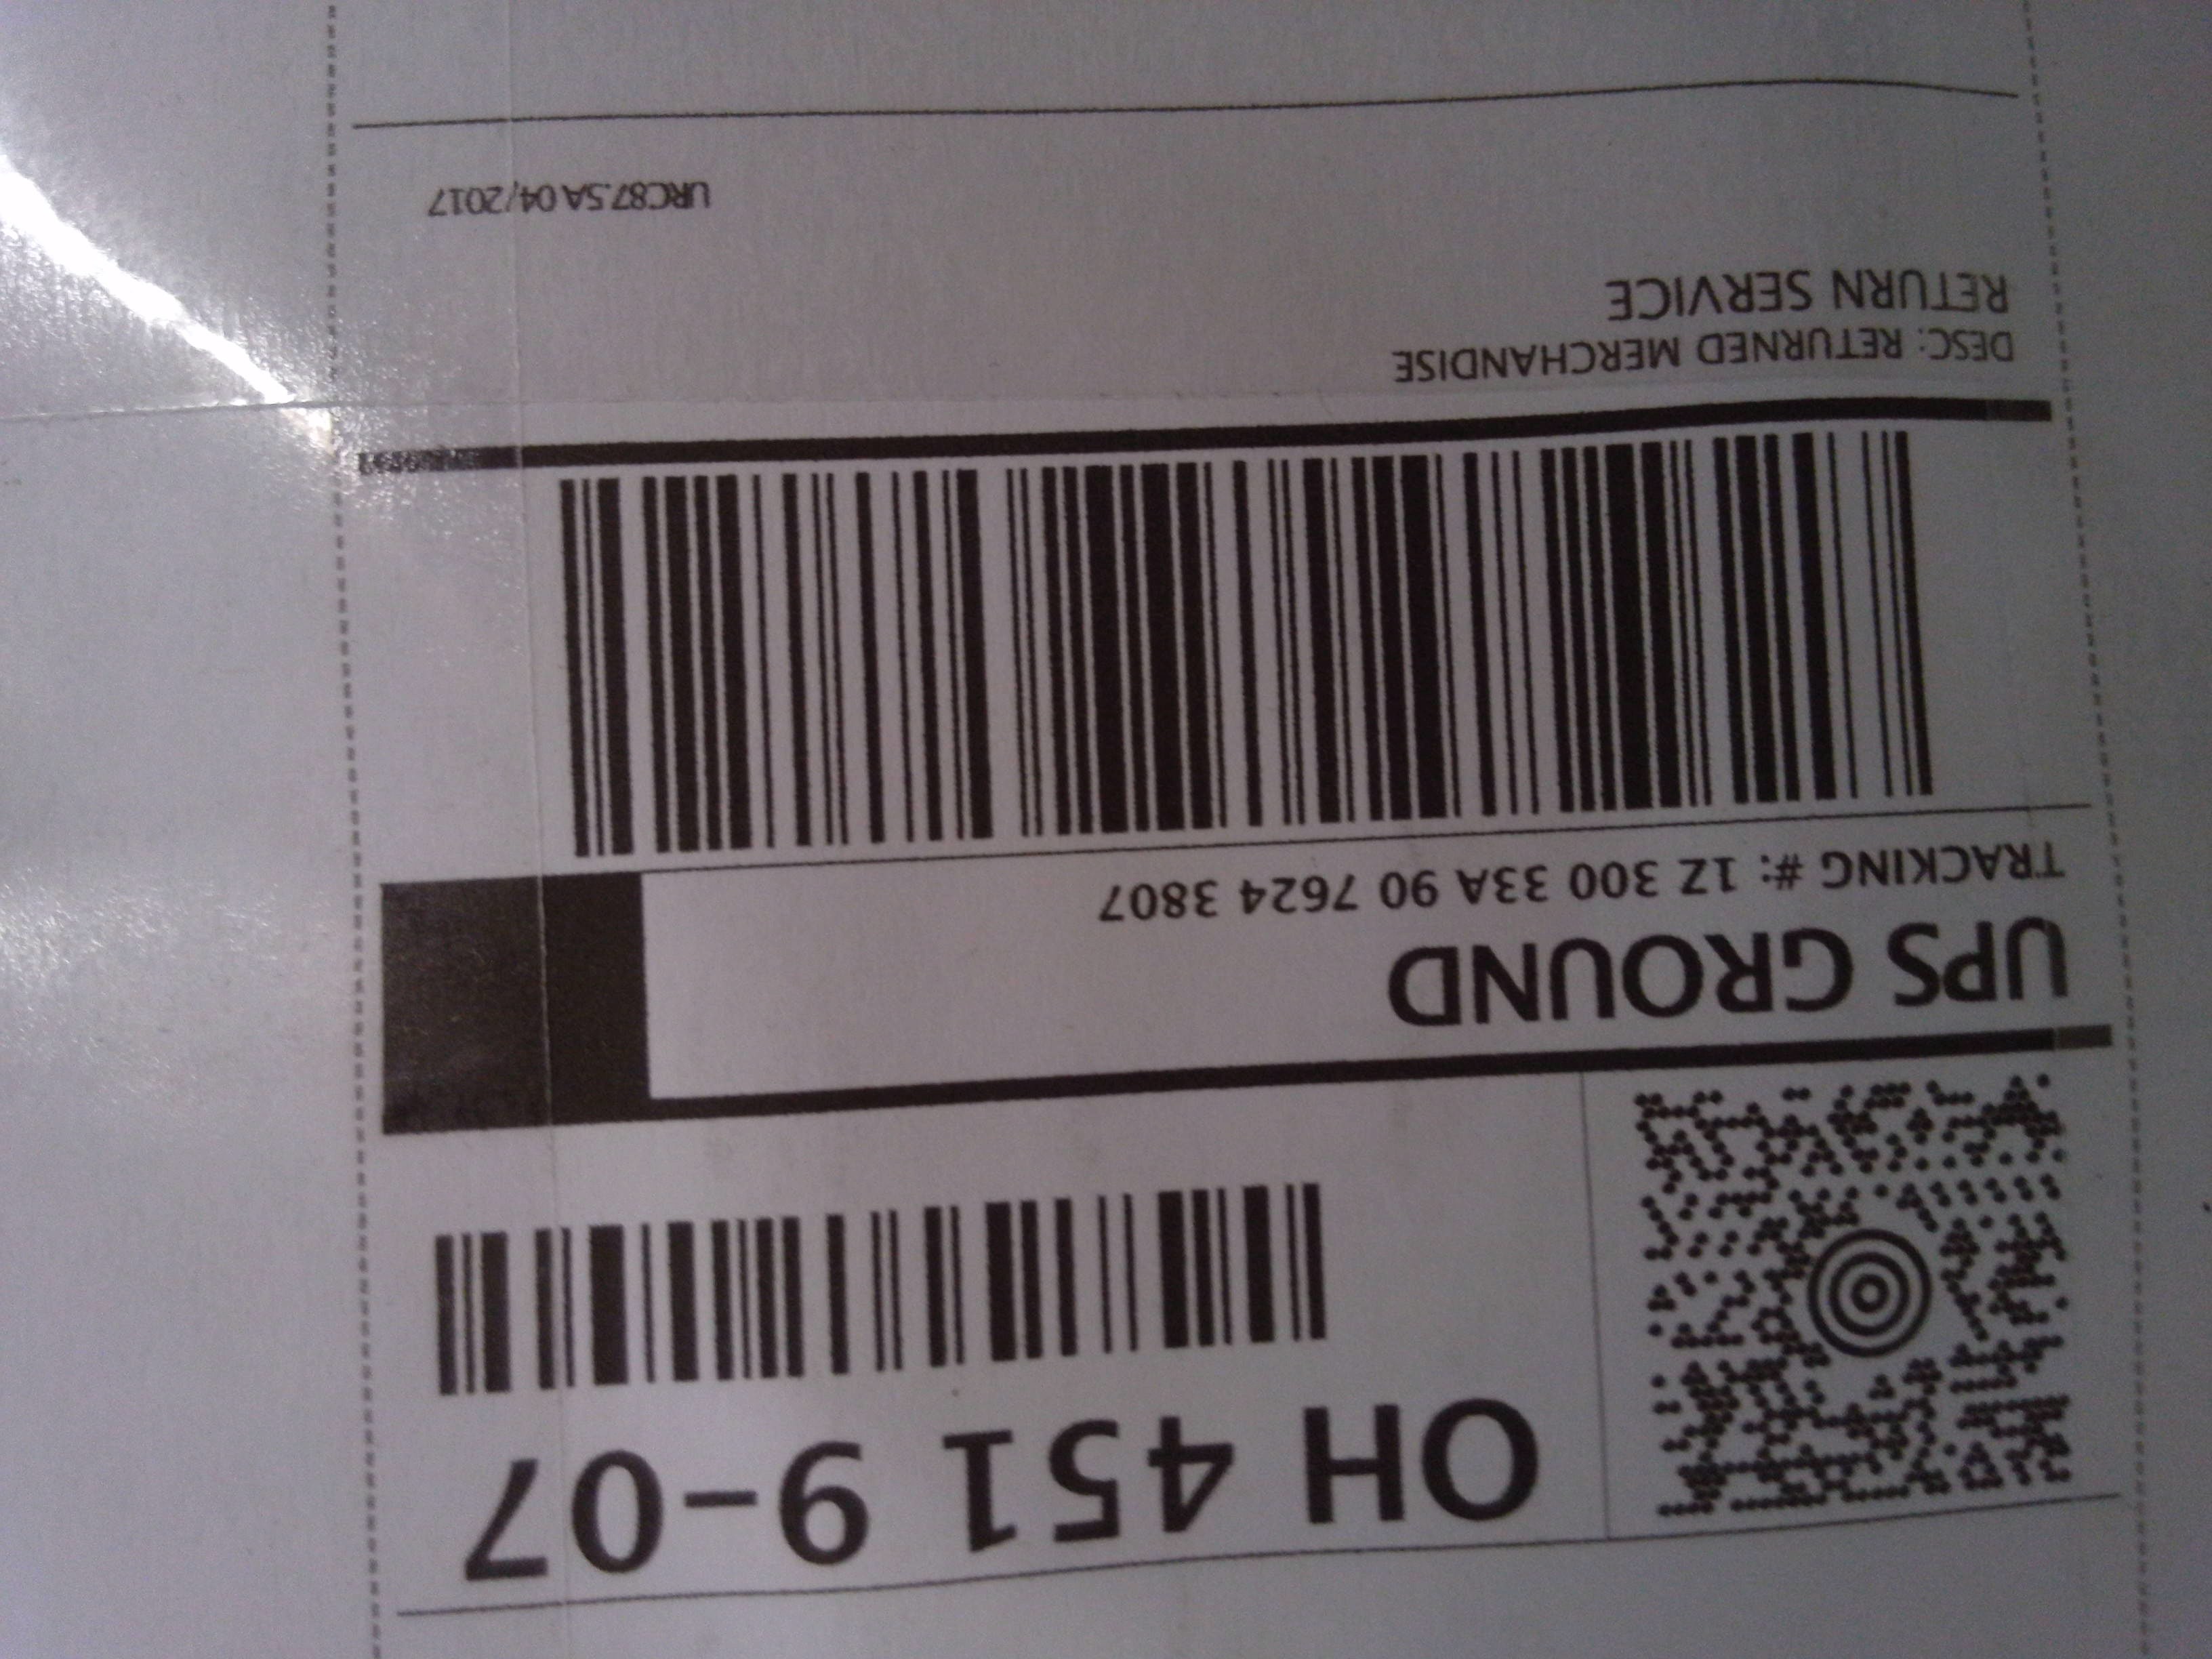 OH 451 9-07
UPS GROUND
TRACKING #: 1Z 300 33A 90 7624 3807
DESC: RETURNED MERCHANDISE
RETURN SERVICE
URC87.5A 04/2017